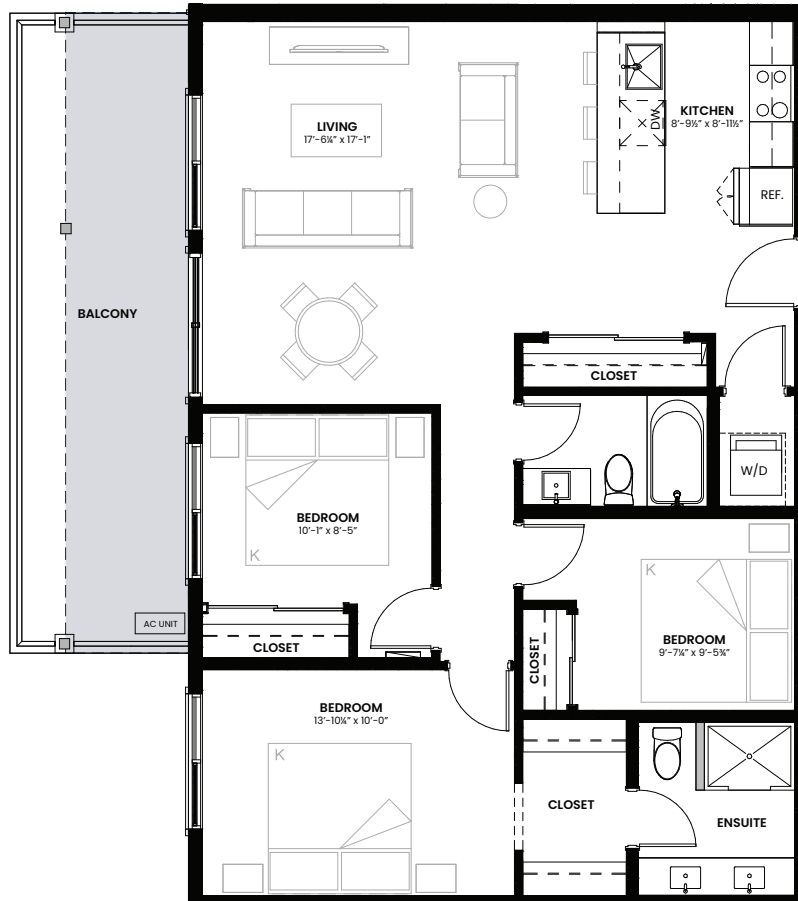 LIVING
17'-6¼" x 17'-1"
KITCHEN
8'-9½" x 8'-11½"
DW
REF.
BALCONY
CLOSET
W/D
BEDROOM
10'-1" x 8'-5"
K
K
AC UNIT
CLOSET
CLOSET
BEDROOM
9'-7¼" x 9'-5¾"
BEDROOM
13'-10¼" x 10'-0"
K
CLOSET
ENSUITE